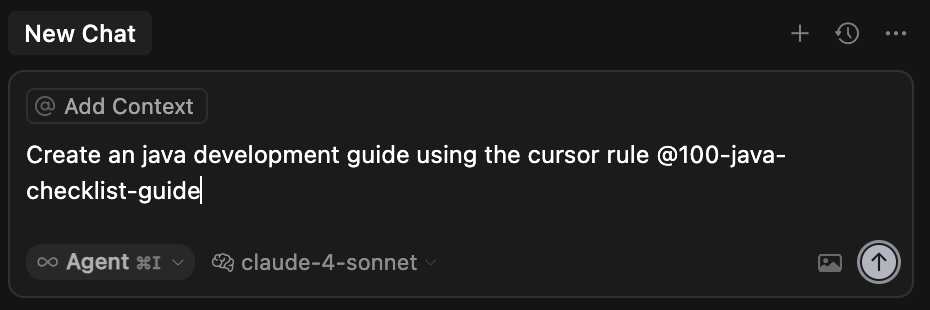 New Chat
@ Add Context
Create an java development guide using the cursor rule @100-java-
checklist-guide
∞ Agent ⌘I claude-4-sonnet